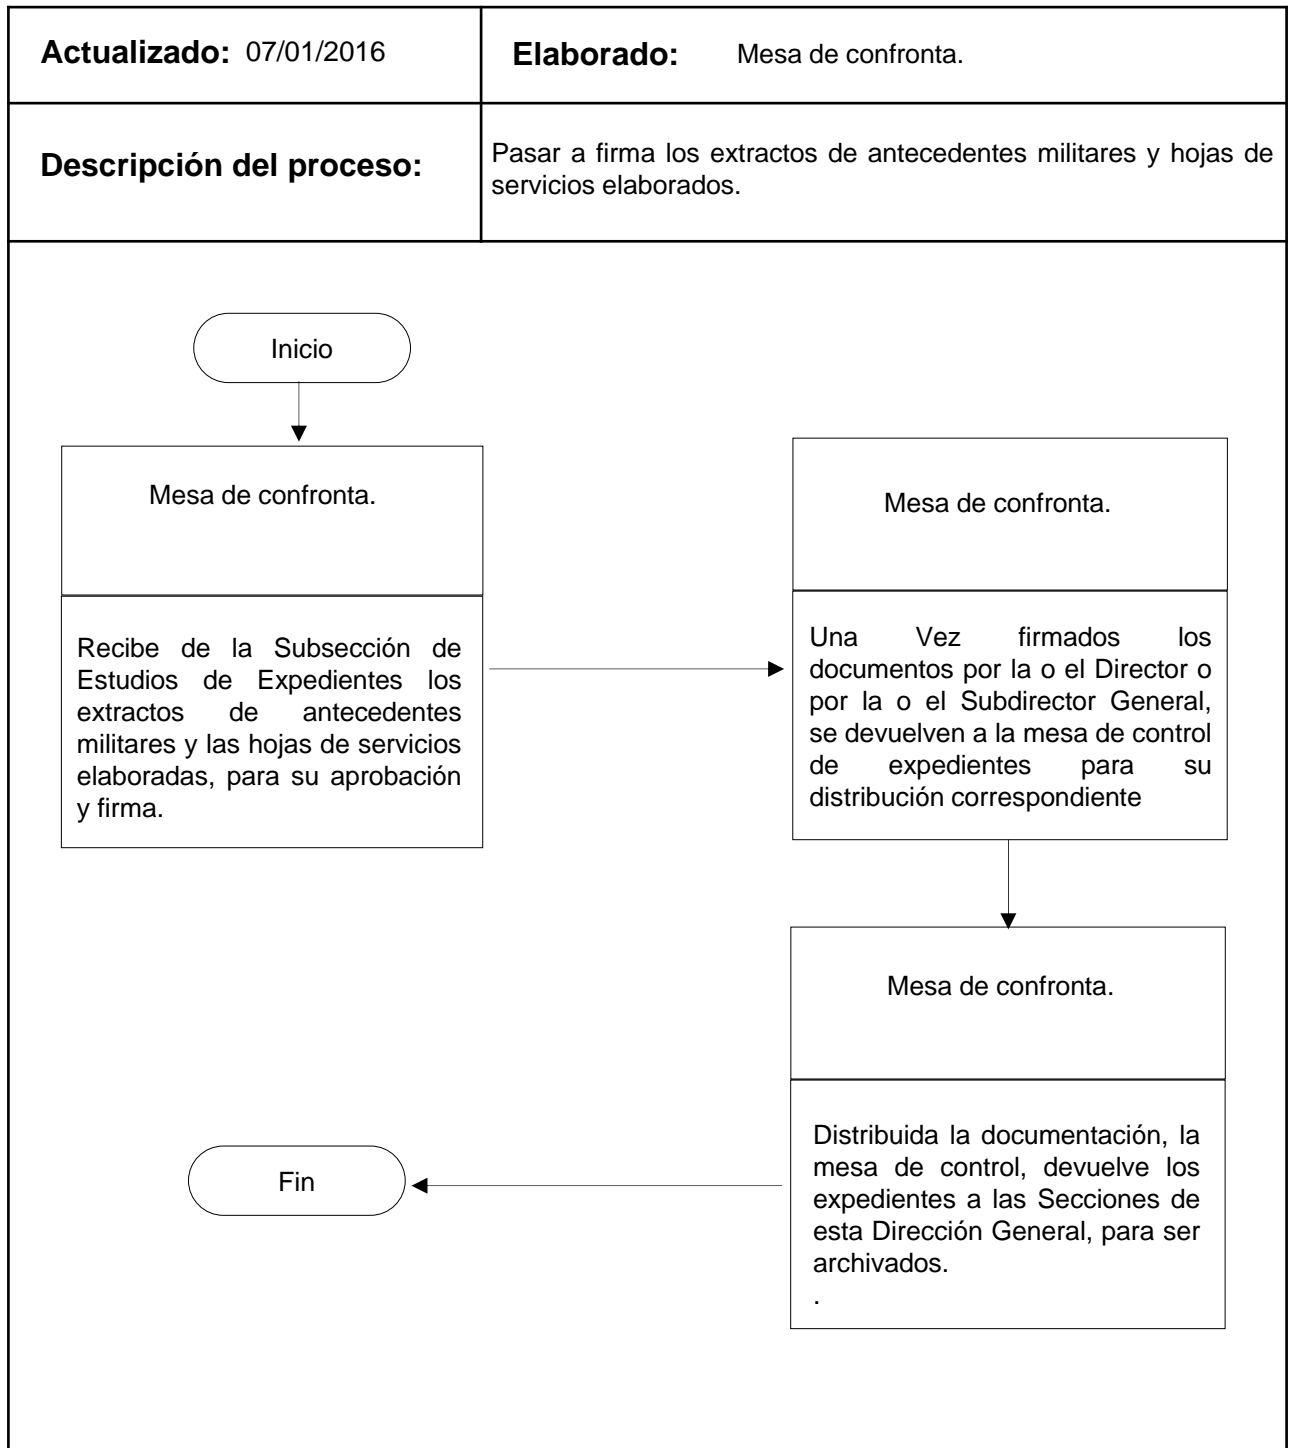 Actualizado: 07/01/2016
Elaborado: Mesa de confronta.
Descripción del proceso:
Pasar a firma los extractos de antecedentes militares y hojas de
servicios elaborados.
Inicio
Mesa de confronta.
Recibe de la Subsección de
Estudios de Expedientes los
extractos de antecedentes
militares y las hojas de servicios
elaboradas, para su aprobación
y firma.
Mesa de confronta.
Una Vez firmados los
documentos por la o el Director o
por la o el Subdirector General,
se devuelven a la mesa de control
de expedientes para su
distribución correspondiente
Mesa de confronta.
Distribuida la documentación, la
mesa de control, devuelve los
expedientes a las Secciones de
esta Dirección General, para ser
archivados.
.
Fin